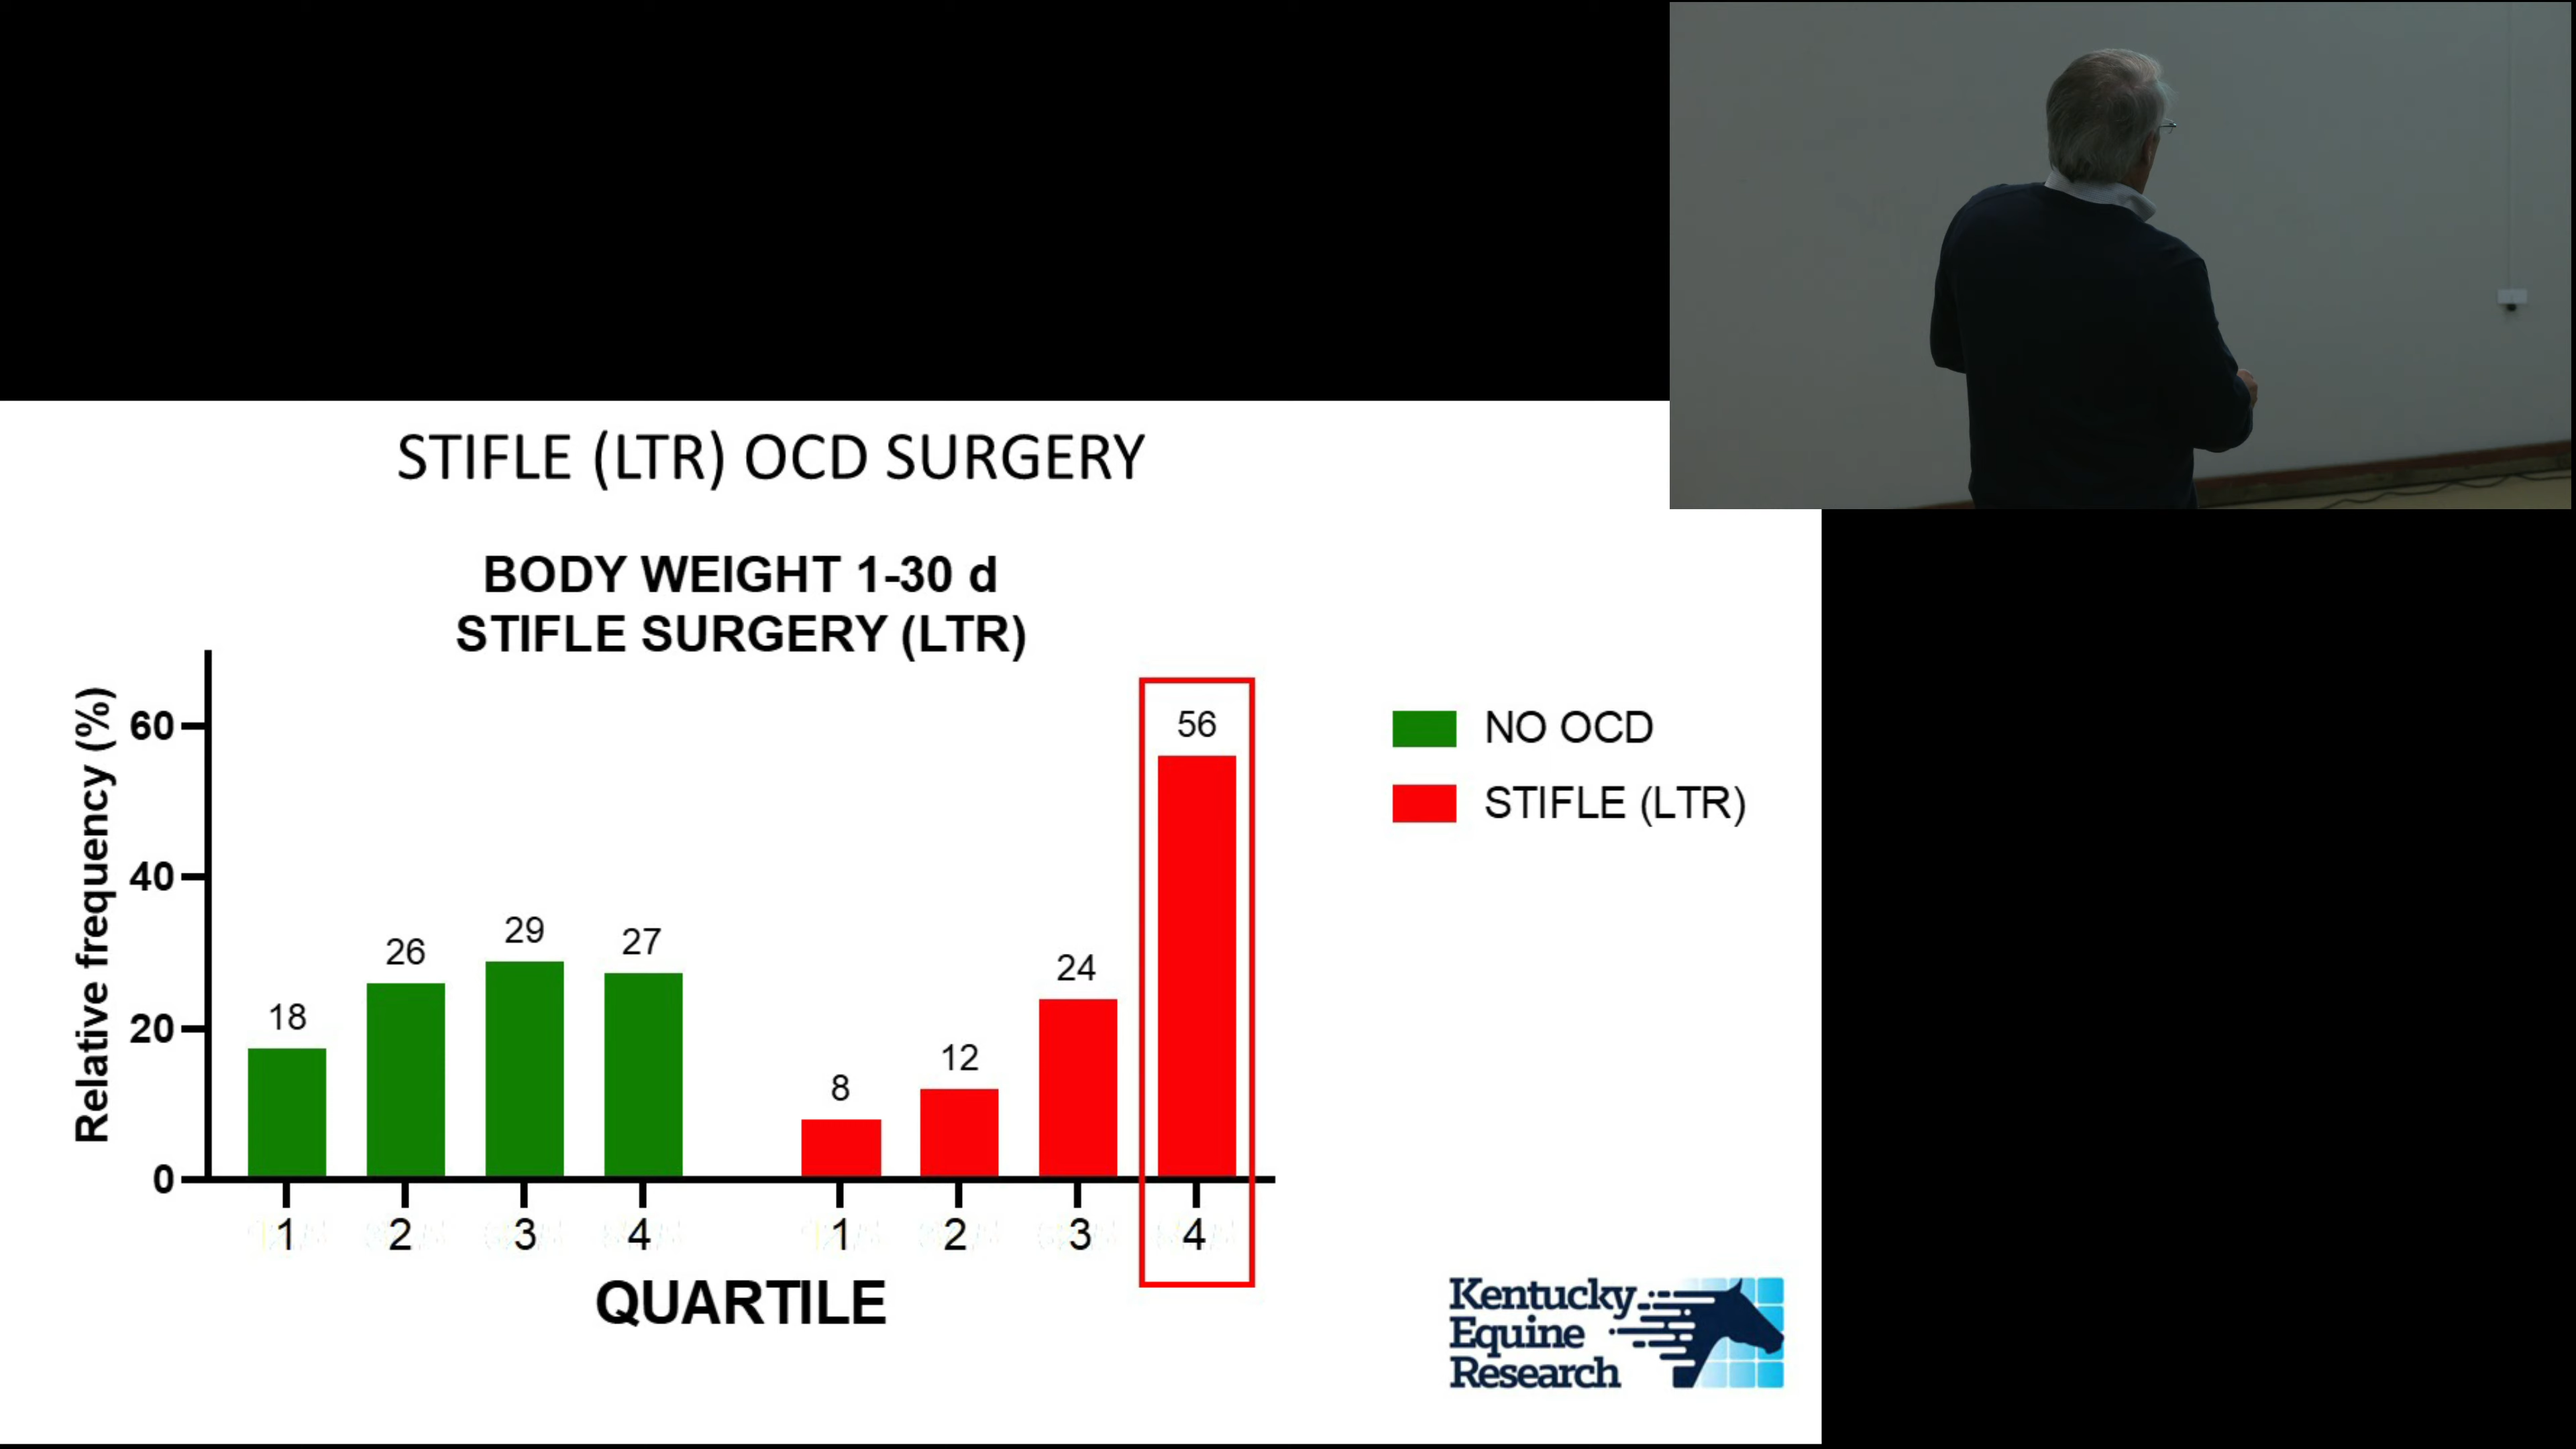 STIFLE (LTR) OCD SURGERY
BODY WEIGHT 1-30 d
STIFLE SURGERY (LTR)
Relative frequency (%)
60
40
20
0
18
26
29
27
8
12
24
56
1
2
3
4
1
2
3
4
QUARTILE
NO OCD
STIFLE (LTR)
Kentucky
Equine
Research